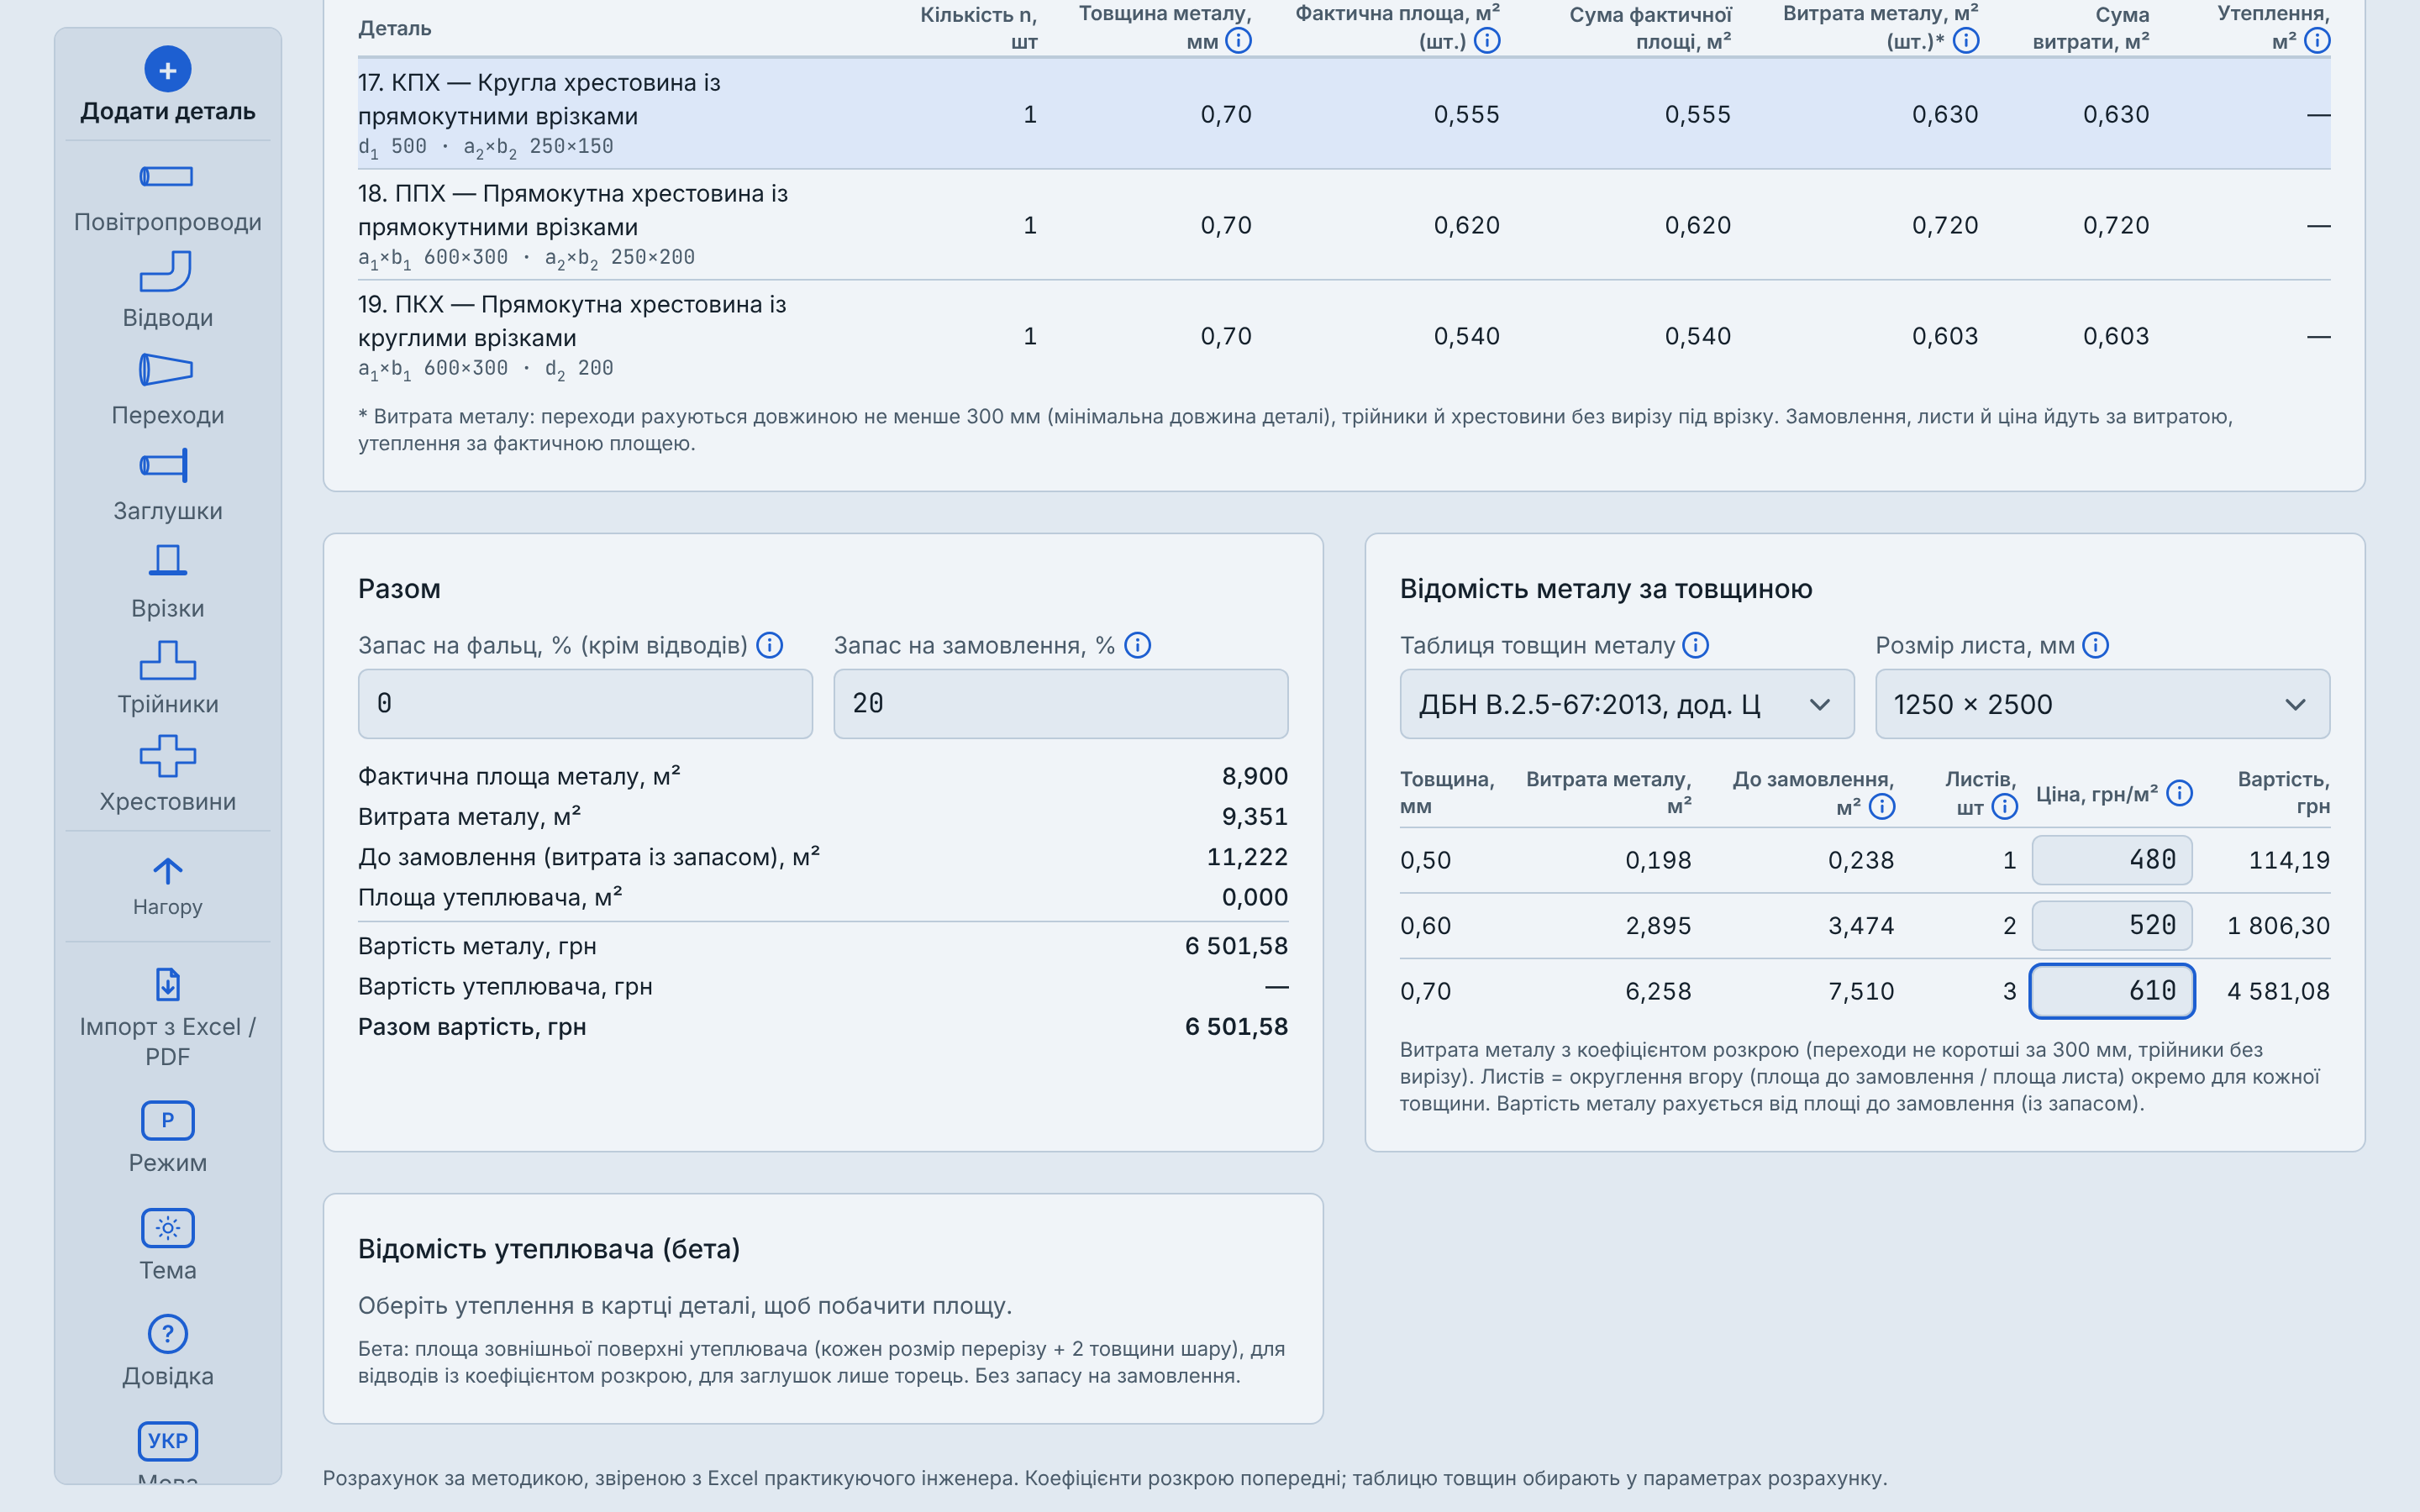 +
Додати деталь
Повітропроводи
Відводи
Переходи
Заглушки
Врізки
Трійники
Хрестовини
Нагору
Імпорт з Excel /
PDF
P
Режим
Тема
?
Довідка
УКР
Деталь
Кількість n,
шт
Товщина металу,
мм
Фактична площа, м²
(шт.)
Сума фактичної
площі, м²
Витрата металу, м²
(шт.)*
Сума
витрати, м²
Утеплення,
м²
17. КПХ — Кругла хрестовина із
прямокутними врізками
d₁ 500 · a₂×b₂ 250×150
1 0,70 0,555 0,555 0,630 0,630 —
18. ППХ — Прямокутна хрестовина із
прямокутними врізками
a₁×b₁ 600×300 · a₂×b₂ 250×200
1 0,70 0,620 0,620 0,720 0,720 —
19. ПКХ — Прямокутна хрестовина із
круглими врізками
a₁×b₁ 600×300 · d₂ 200
1 0,70 0,540 0,540 0,603 0,603 —
* Витрата металу: переходи рахуються довжиною не менше 300 мм (мінімальна довжина деталі), трійники й хрестовини без вирізу під врізку. Замовлення, листи й ціна йдуть за витратою,
утеплення за фактичною площею.
Разом
Запас на фальц, % (крім відводів)
Запас на замовлення, %
0
20
Фактична площа металу, м² 8,900
Витрата металу, м² 9,351
До замовлення (витрата із запасом), м² 11,222
Площа утеплювача, м² 0,000
Вартість металу, грн 6 501,58
Вартість утеплювача, грн —
Разом вартість, грн 6 501,58
Відомість металу за товщиною
Таблиця товщин металу
Розмір листа, мм
ДБН В.2.5-67:2013, дод. Ц
1250 × 2500
Товщина,
мм
Витрата металу,
м²
До замовлення,
м²
Листів,
шт
Ціна, грн/м²
Вартість,
грн
0,50 0,198 0,238 1 480 114,19
0,60 2,895 3,474 2 520 1 806,30
0,70 6,258 7,510 3 610 4 581,08
Витрата металу з коефіцієнтом розкрою (переходи не коротші за 300 мм, трійники без
вирізу). Листів = округлення вгору (площа до замовлення / площа листа) окремо для кожної
товщини. Вартість металу рахується від площі до замовлення (із запасом).
Відомість утеплювача (бета)
Оберіть утеплення в картці деталі, щоб побачити площу.
Бета: площа зовнішньої поверхні утеплювача (кожен розмір перерізу + 2 товщини шару), для
відводів із коефіцієнтом розкрою, для заглушок лише торець. Без запасу на замовлення.
Розрахунок за методикою, звіреною з Excel практикуючого інженера. Коефіцієнти розкрою попередні; таблицю товщин обирають у параметрах розрахунку.